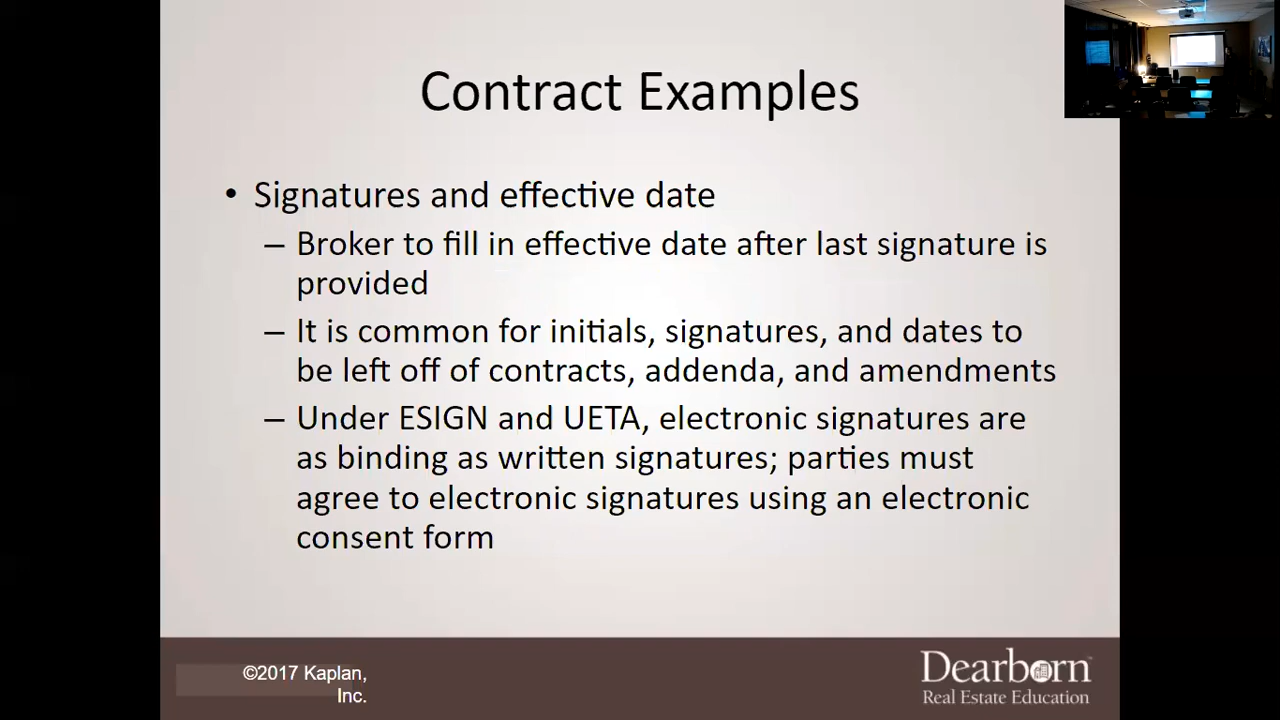 Contract Examples
• Signatures and effective date
– Broker to fill in effective date after last signature is
provided
– It is common for initials, signatures, and dates to
be left off of contracts, addenda, and amendments
– Under ESIGN and UETA, electronic signatures are
as binding as written signatures; parties must
agree to electronic signatures using an electronic
consent form
©2017 Kaplan,
Inc.
Dearborn™
Real Estate Education